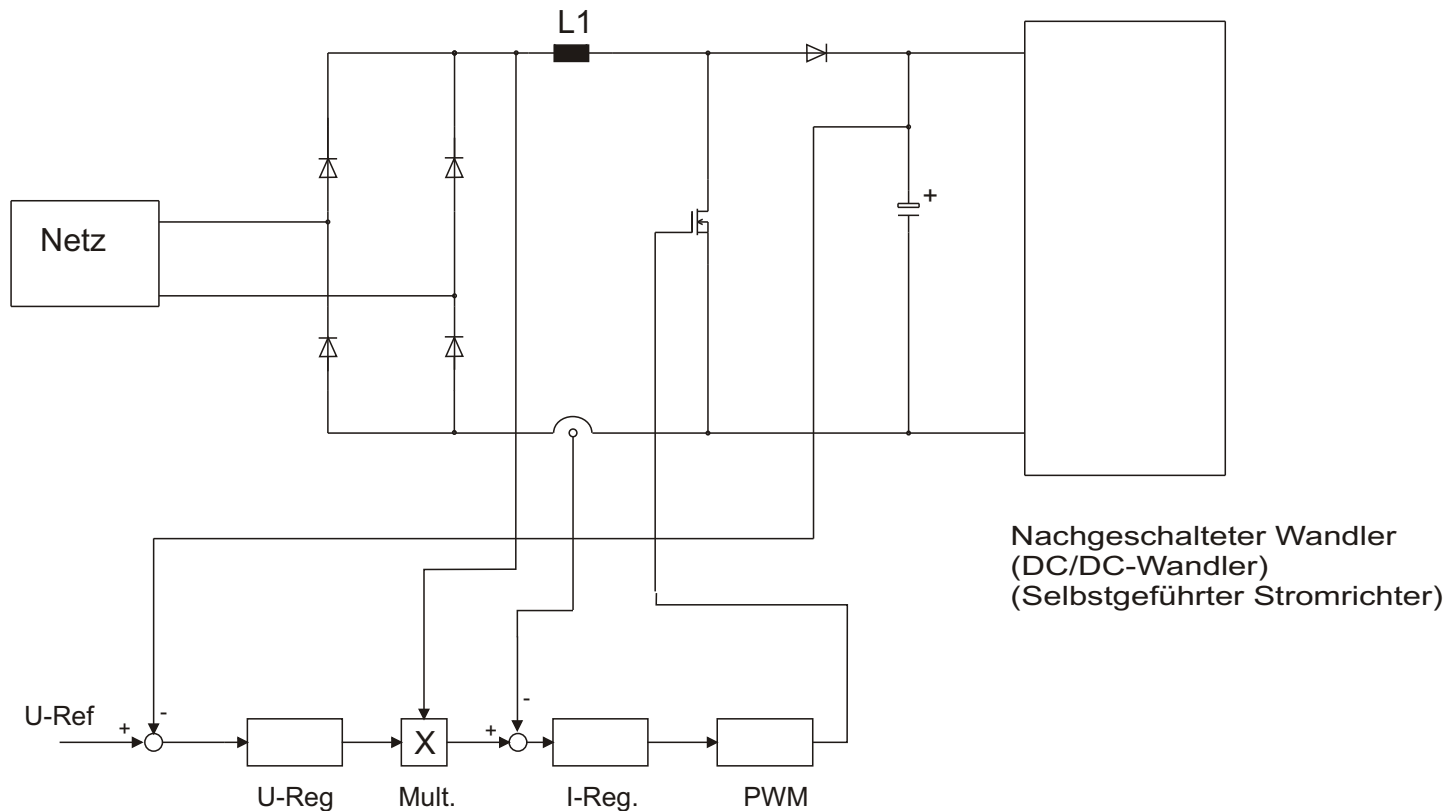 L1
Netz
+
Nachgeschalteter Wandler
(DC/DC-Wandler)
(Selbstgeführter Stromrichter)
U-Ref
+
-
X
+
-
U-Reg
Mult.
I-Reg.
PWM